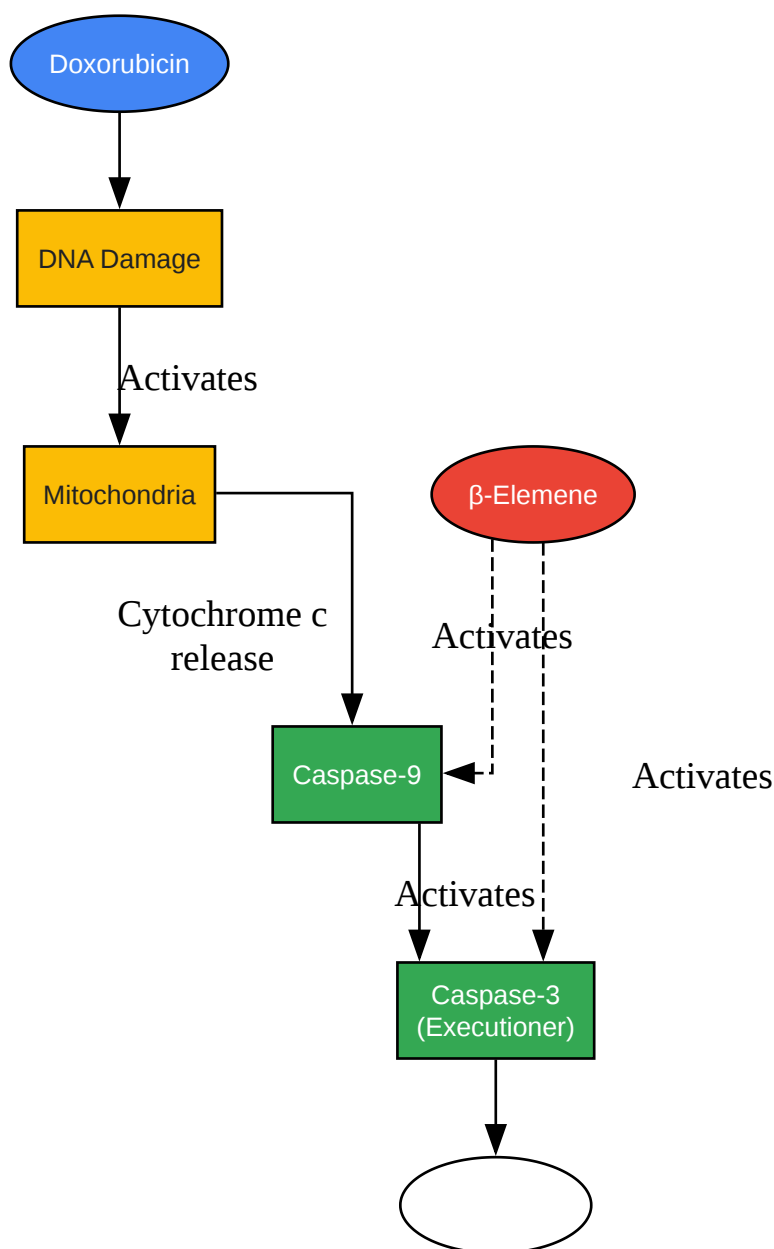 Doxorubicin
DNA Damage
Activates
Mitochondria
β-Elemene
Cytochrome c
release
Activates
Caspase-9
Activates
Activates
Caspase-3
(Executioner)